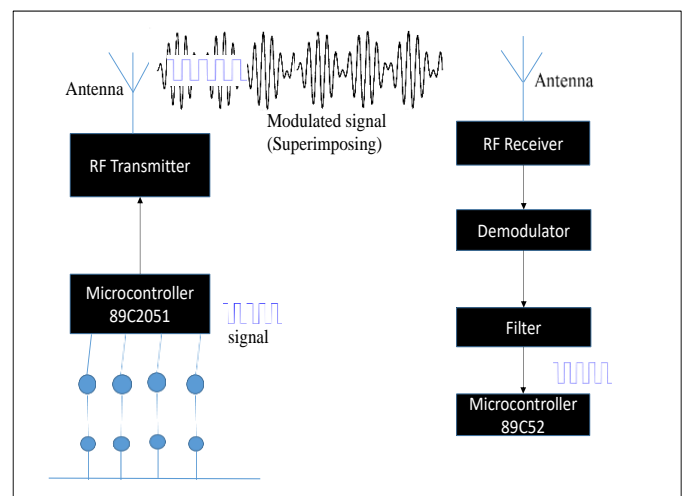 Antenna
RF Transmitter
Modulated signal
(Superimposing)
Microcontroller
89C2051
signal
Antenna
RF Receiver
Demodulator
Filter
Microcontroller
89C52